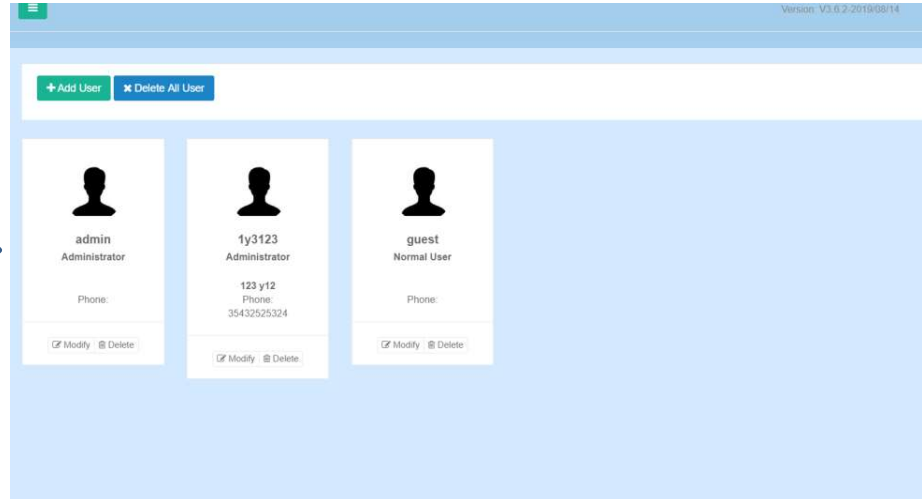 Version: V3.6.2-2019/08/14
Add User
Delete All User
admin
Administrator
Phone:
Modify Delete
1y3123
Administrator
123 y12
Phone:
35432525324
Modify Delete
guest
Normal User
Phone:
Modify Delete